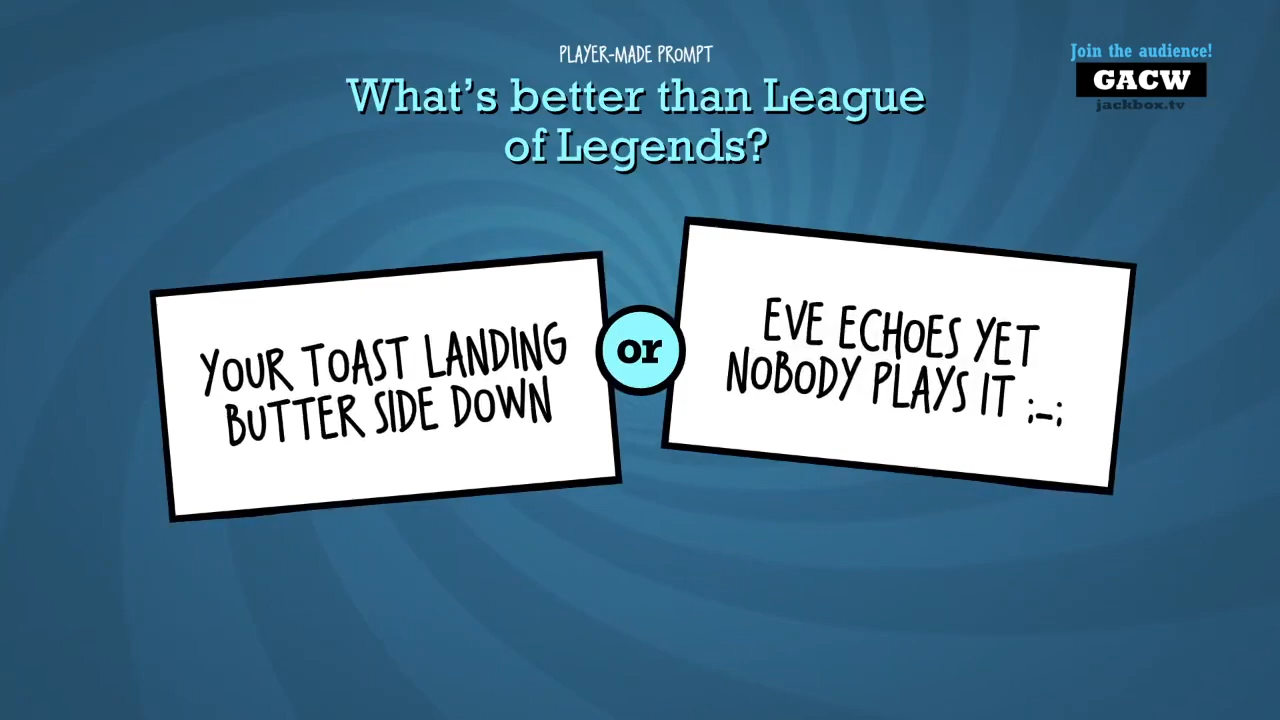 PLAYER-MADE PROMPT
What's better than League
of Legends?
Join the audience!
GACW
jackbox.tv
YOUR TOAST LANDING
BUTTER SIDE DOWN
or
EVE ECHOES YET
NOBODY PLAYS IT ;_;